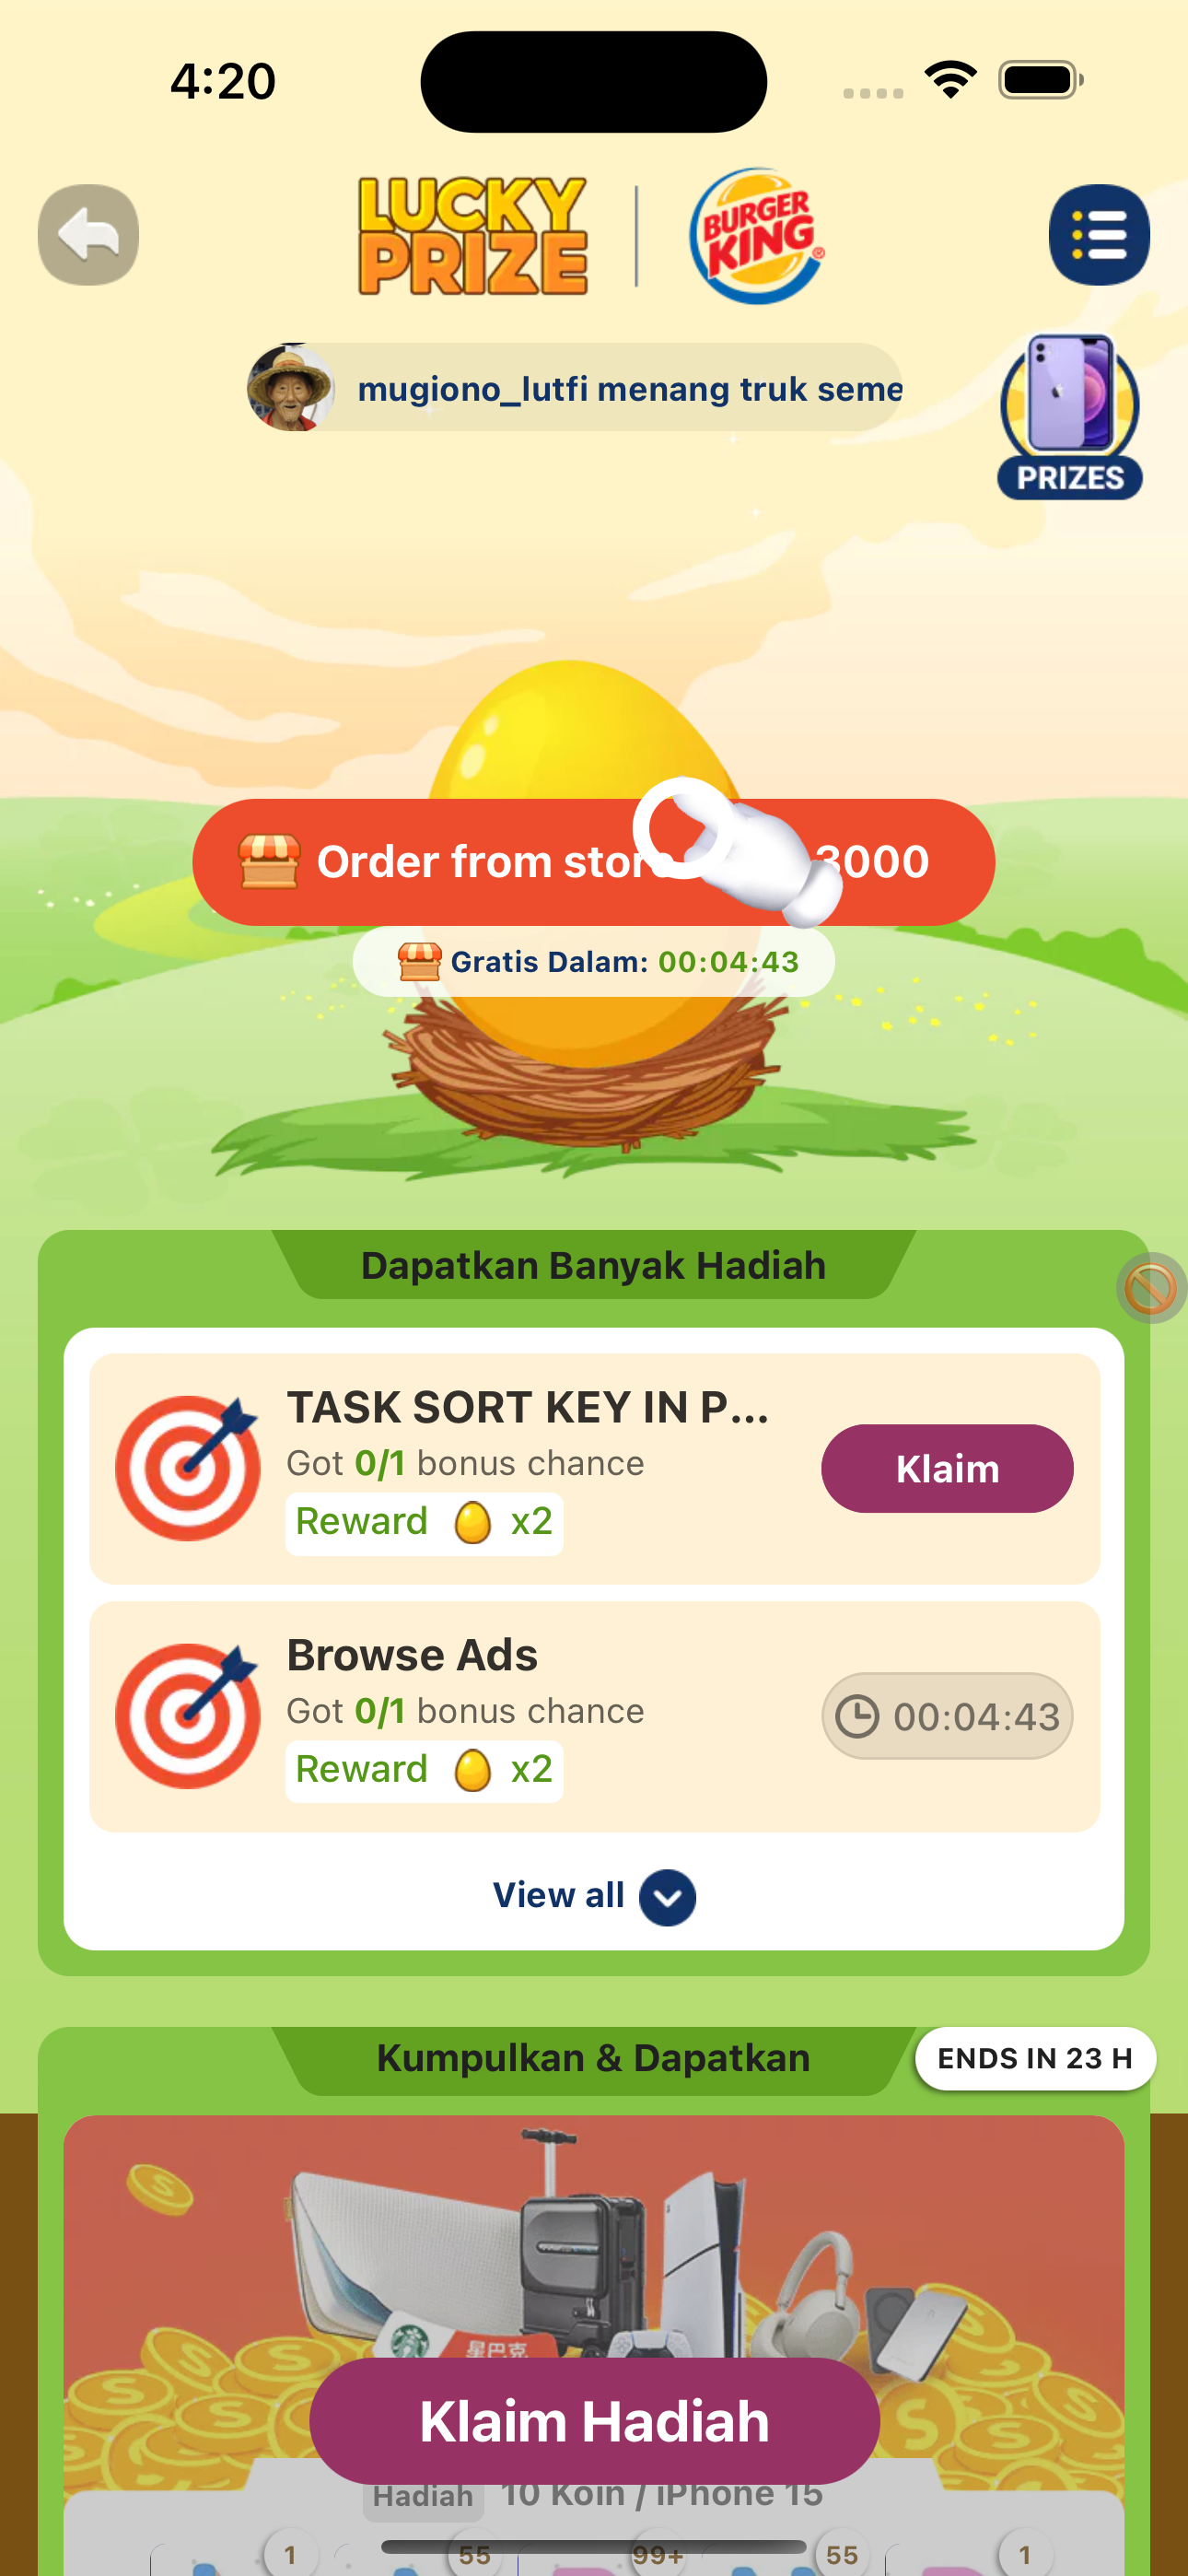 4:20
LUCKY
PRIZE
BURGER
KING
mugiono_lutfi menang truk seme
PRIZES
Order from store 3000
Gratis Dalam: 00:04:43
Dapatkan Banyak Hadiah
TASK SORT KEY IN P...
Got 0/1 bonus chance
Klaim
Reward x2
Browse Ads
Got 0/1 bonus chance
00:04:43
Reward x2
View all
Kumpulkan & Dapatkan
ENDS IN 23 H
星巴克
Klaim Hadiah
Hadiah 10 Koin / iPhone 15
1
55
99+
55
1